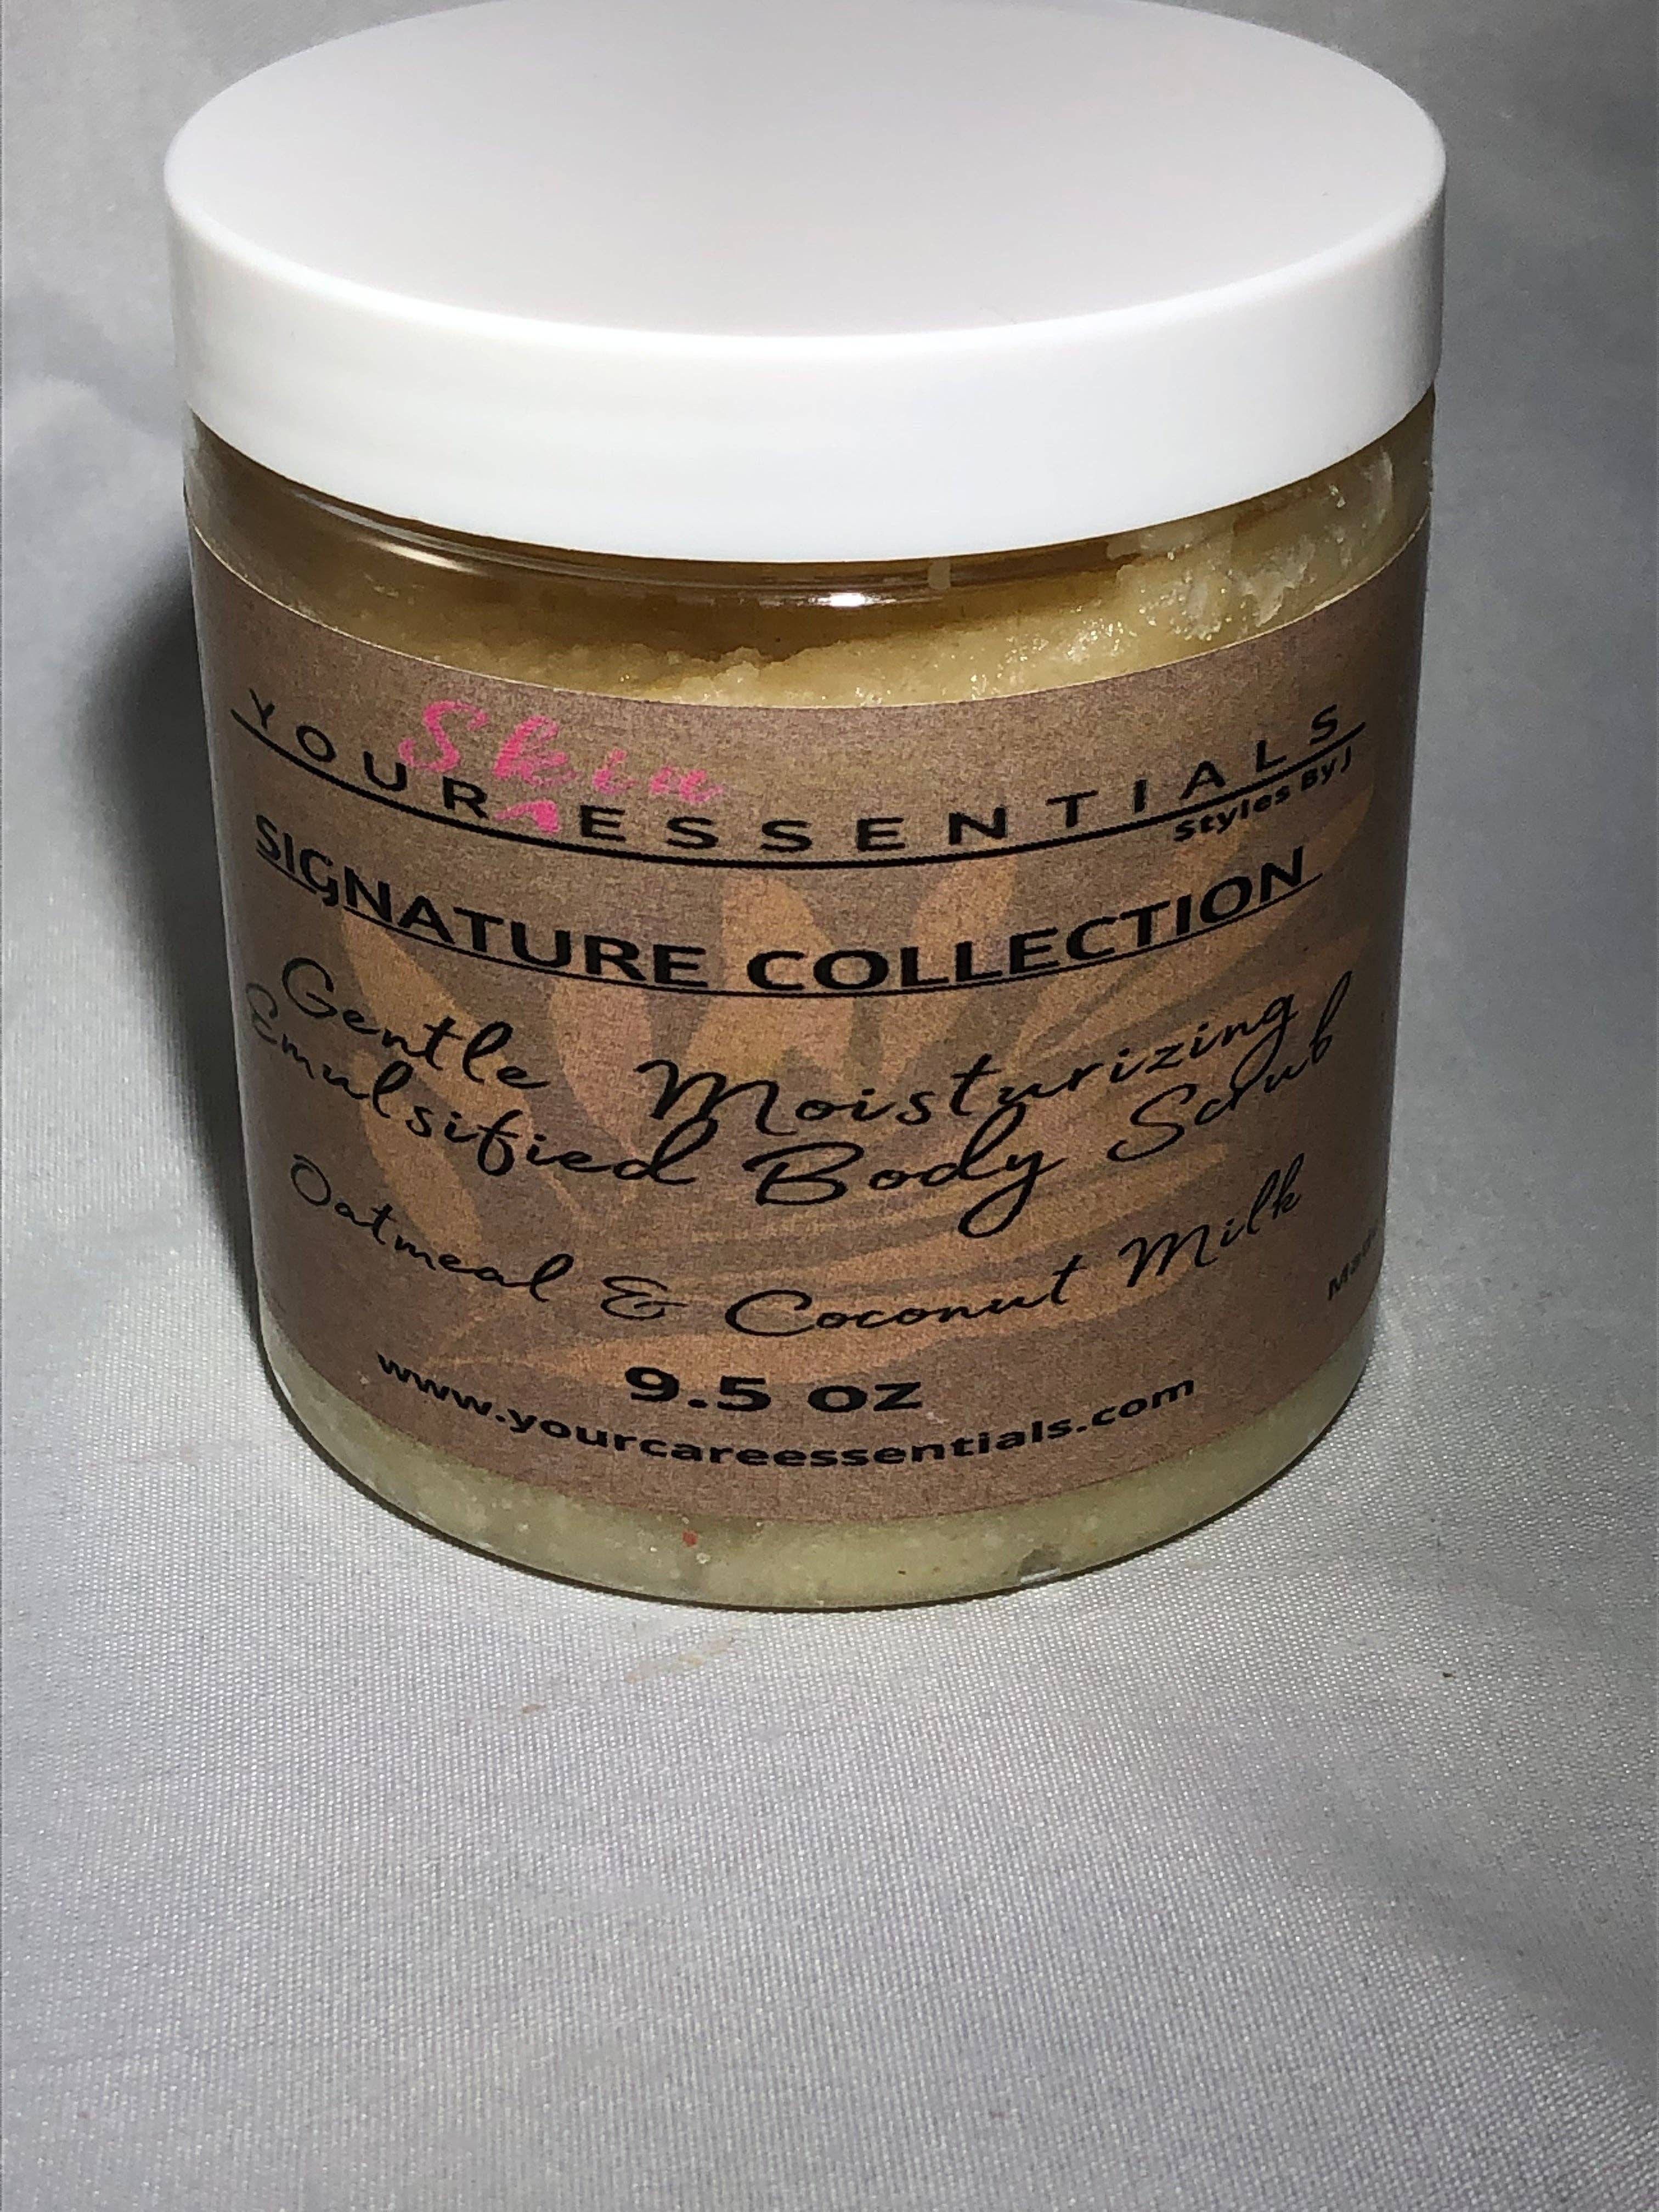 YOUR Skin ESSENTIALS
Styles By J
SIGNATURE COLLECTION
Gentle Moisturizing
Emulsified Body Scrub
Oatmeal & Coconut Milk
9.5 oz
www.yourcareessentials.com